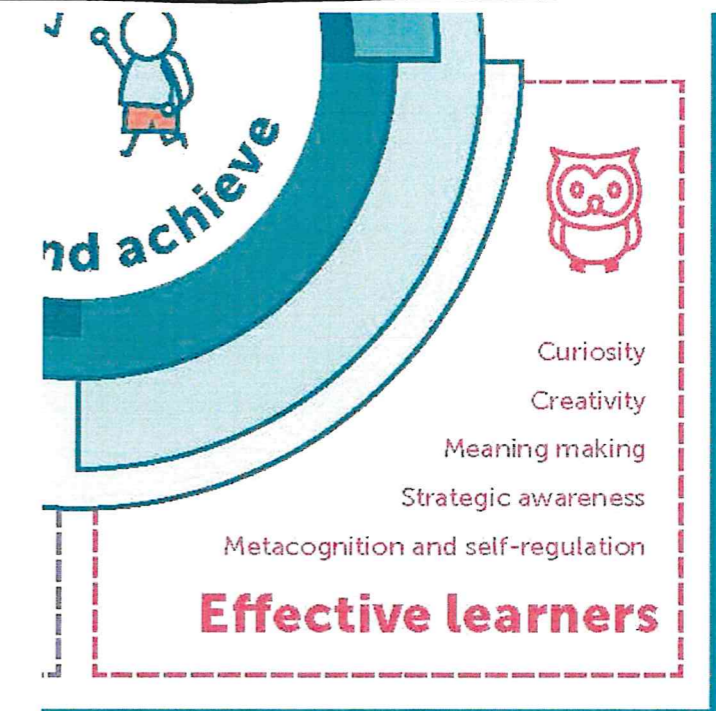 nd achieve
Curiosity
Creativity
Meaning making
Strategic awareness
Metacognition and self-regulation
Effective learners